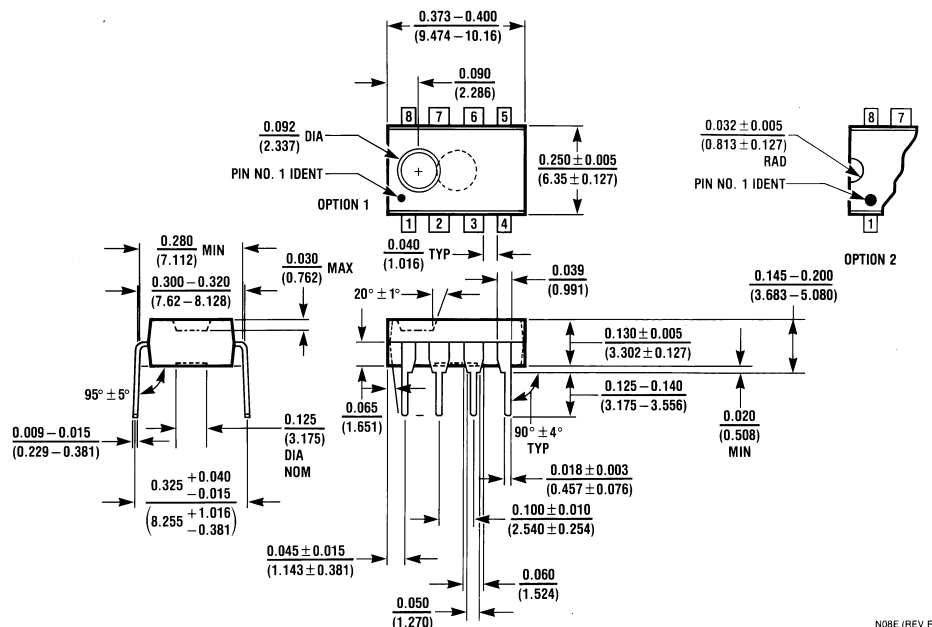 0.373 – 0.400
(9.474 – 10.16)
0.090
(2.286)
8 7 6 5
0.092 DIA
(2.337)
PIN NO. 1 IDENT
OPTION 1
0.250 ± 0.005
(6.35 ± 0.127)
1 2 3 4
0.032 ± 0.005
(0.813 ± 0.127)
RAD
PIN NO. 1 IDENT
8 7
1
OPTION 2
0.280 MIN
(7.112)
0.300 – 0.320
(7.62 – 8.128)
0.030 MAX
(0.762)
0.040 TYP
(1.016)
20° ± 1°
0.039
(0.991)
0.145 – 0.200
(3.683 – 5.080)
0.130 ± 0.005
(3.302 ± 0.127)
0.125 – 0.140
(3.175 – 3.556)
0.020
(0.508)
MIN
95° ± 5°
0.009 – 0.015
(0.229 – 0.381)
0.125
(3.175)
DIA
NOM
0.065
(1.651)
90° ± 4°
TYP
0.325 +0.040
–0.015
(8.255 +1.016
–0.381)
0.018 ± 0.003
(0.457 ± 0.076)
0.100 ± 0.010
(2.540 ± 0.254)
0.045 ± 0.015
(1.143 ± 0.381)
0.060
(1.524)
0.050
(1.270)
N08E (REV F